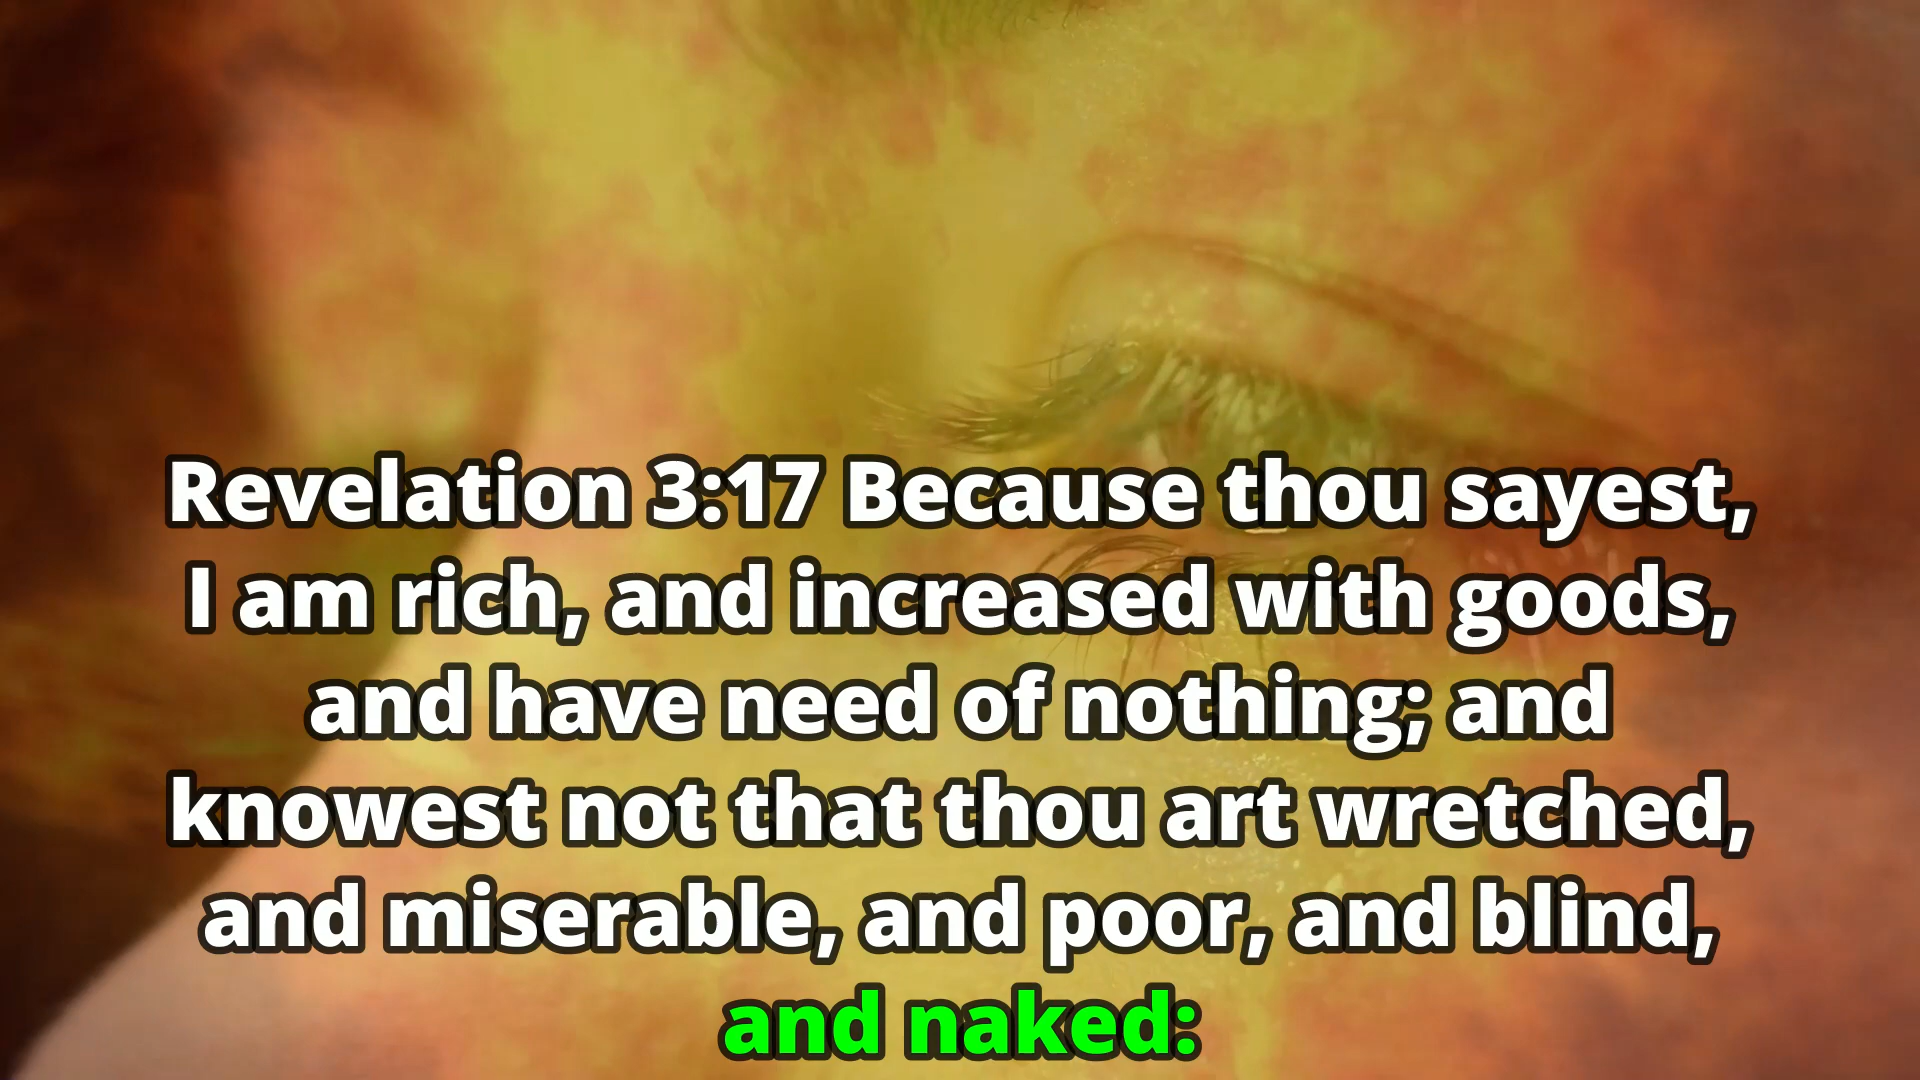 Revelation 3:17 Because thou sayest,
I am rich, and increased with goods,
and have need of nothing; and
knowest not that thou art wretched,
and miserable, and poor, and blind,
and naked: